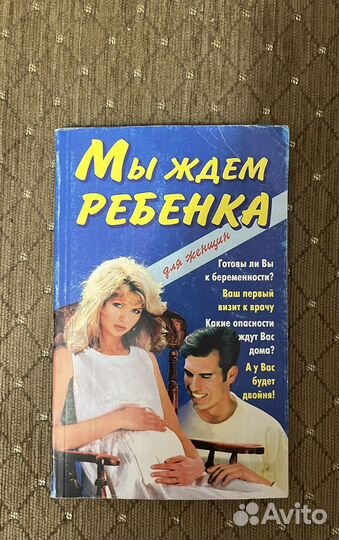 Мы ждем
РЕБЕНКА
для женщин
Готовы ли Вы
к беременности?
Ваш первый
визит к врачу
Какие опасности
ждут Вас
дома?
А у Вас
будет
двойня!
Avito